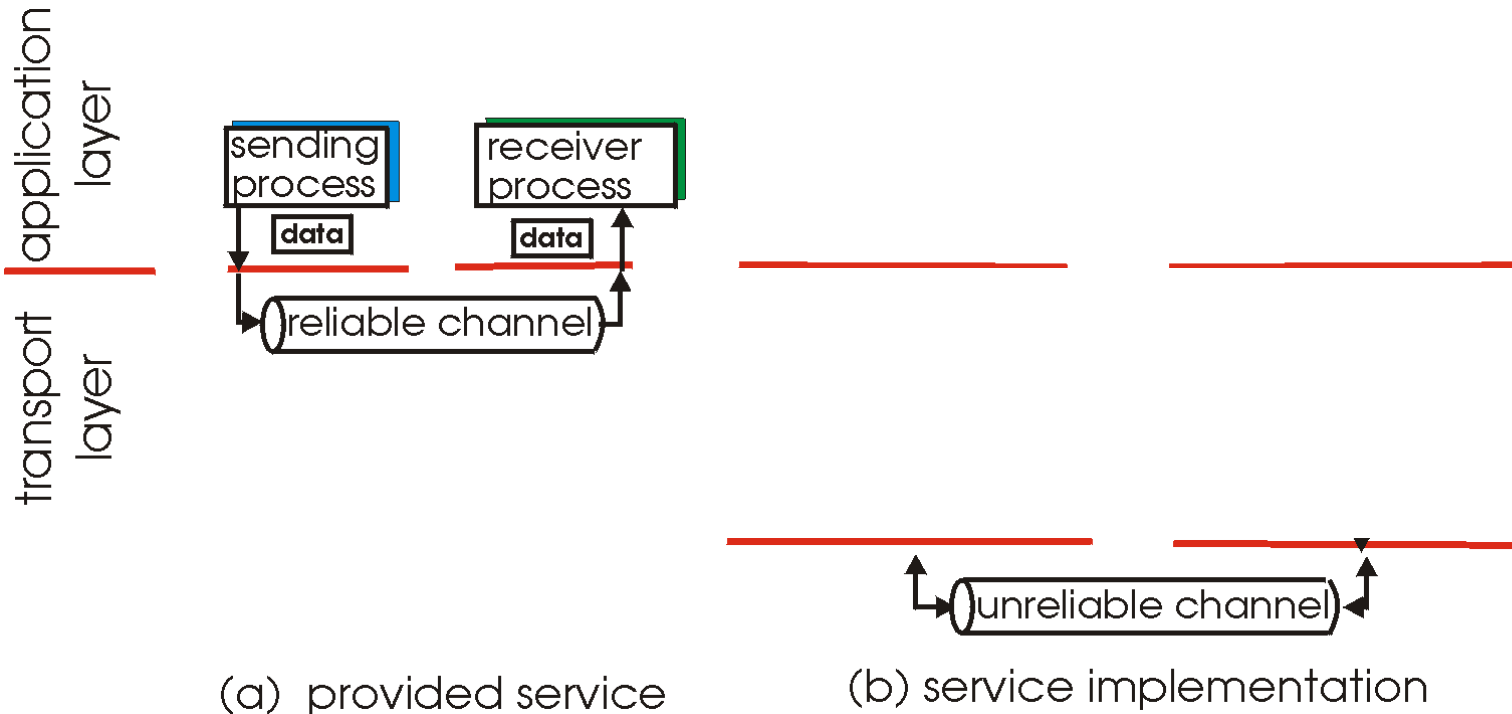 application
layer
transport
layer
sending
process
receiver
process
data
data
reliable channel
unreliable channel
(a) provided service
(b) service implementation